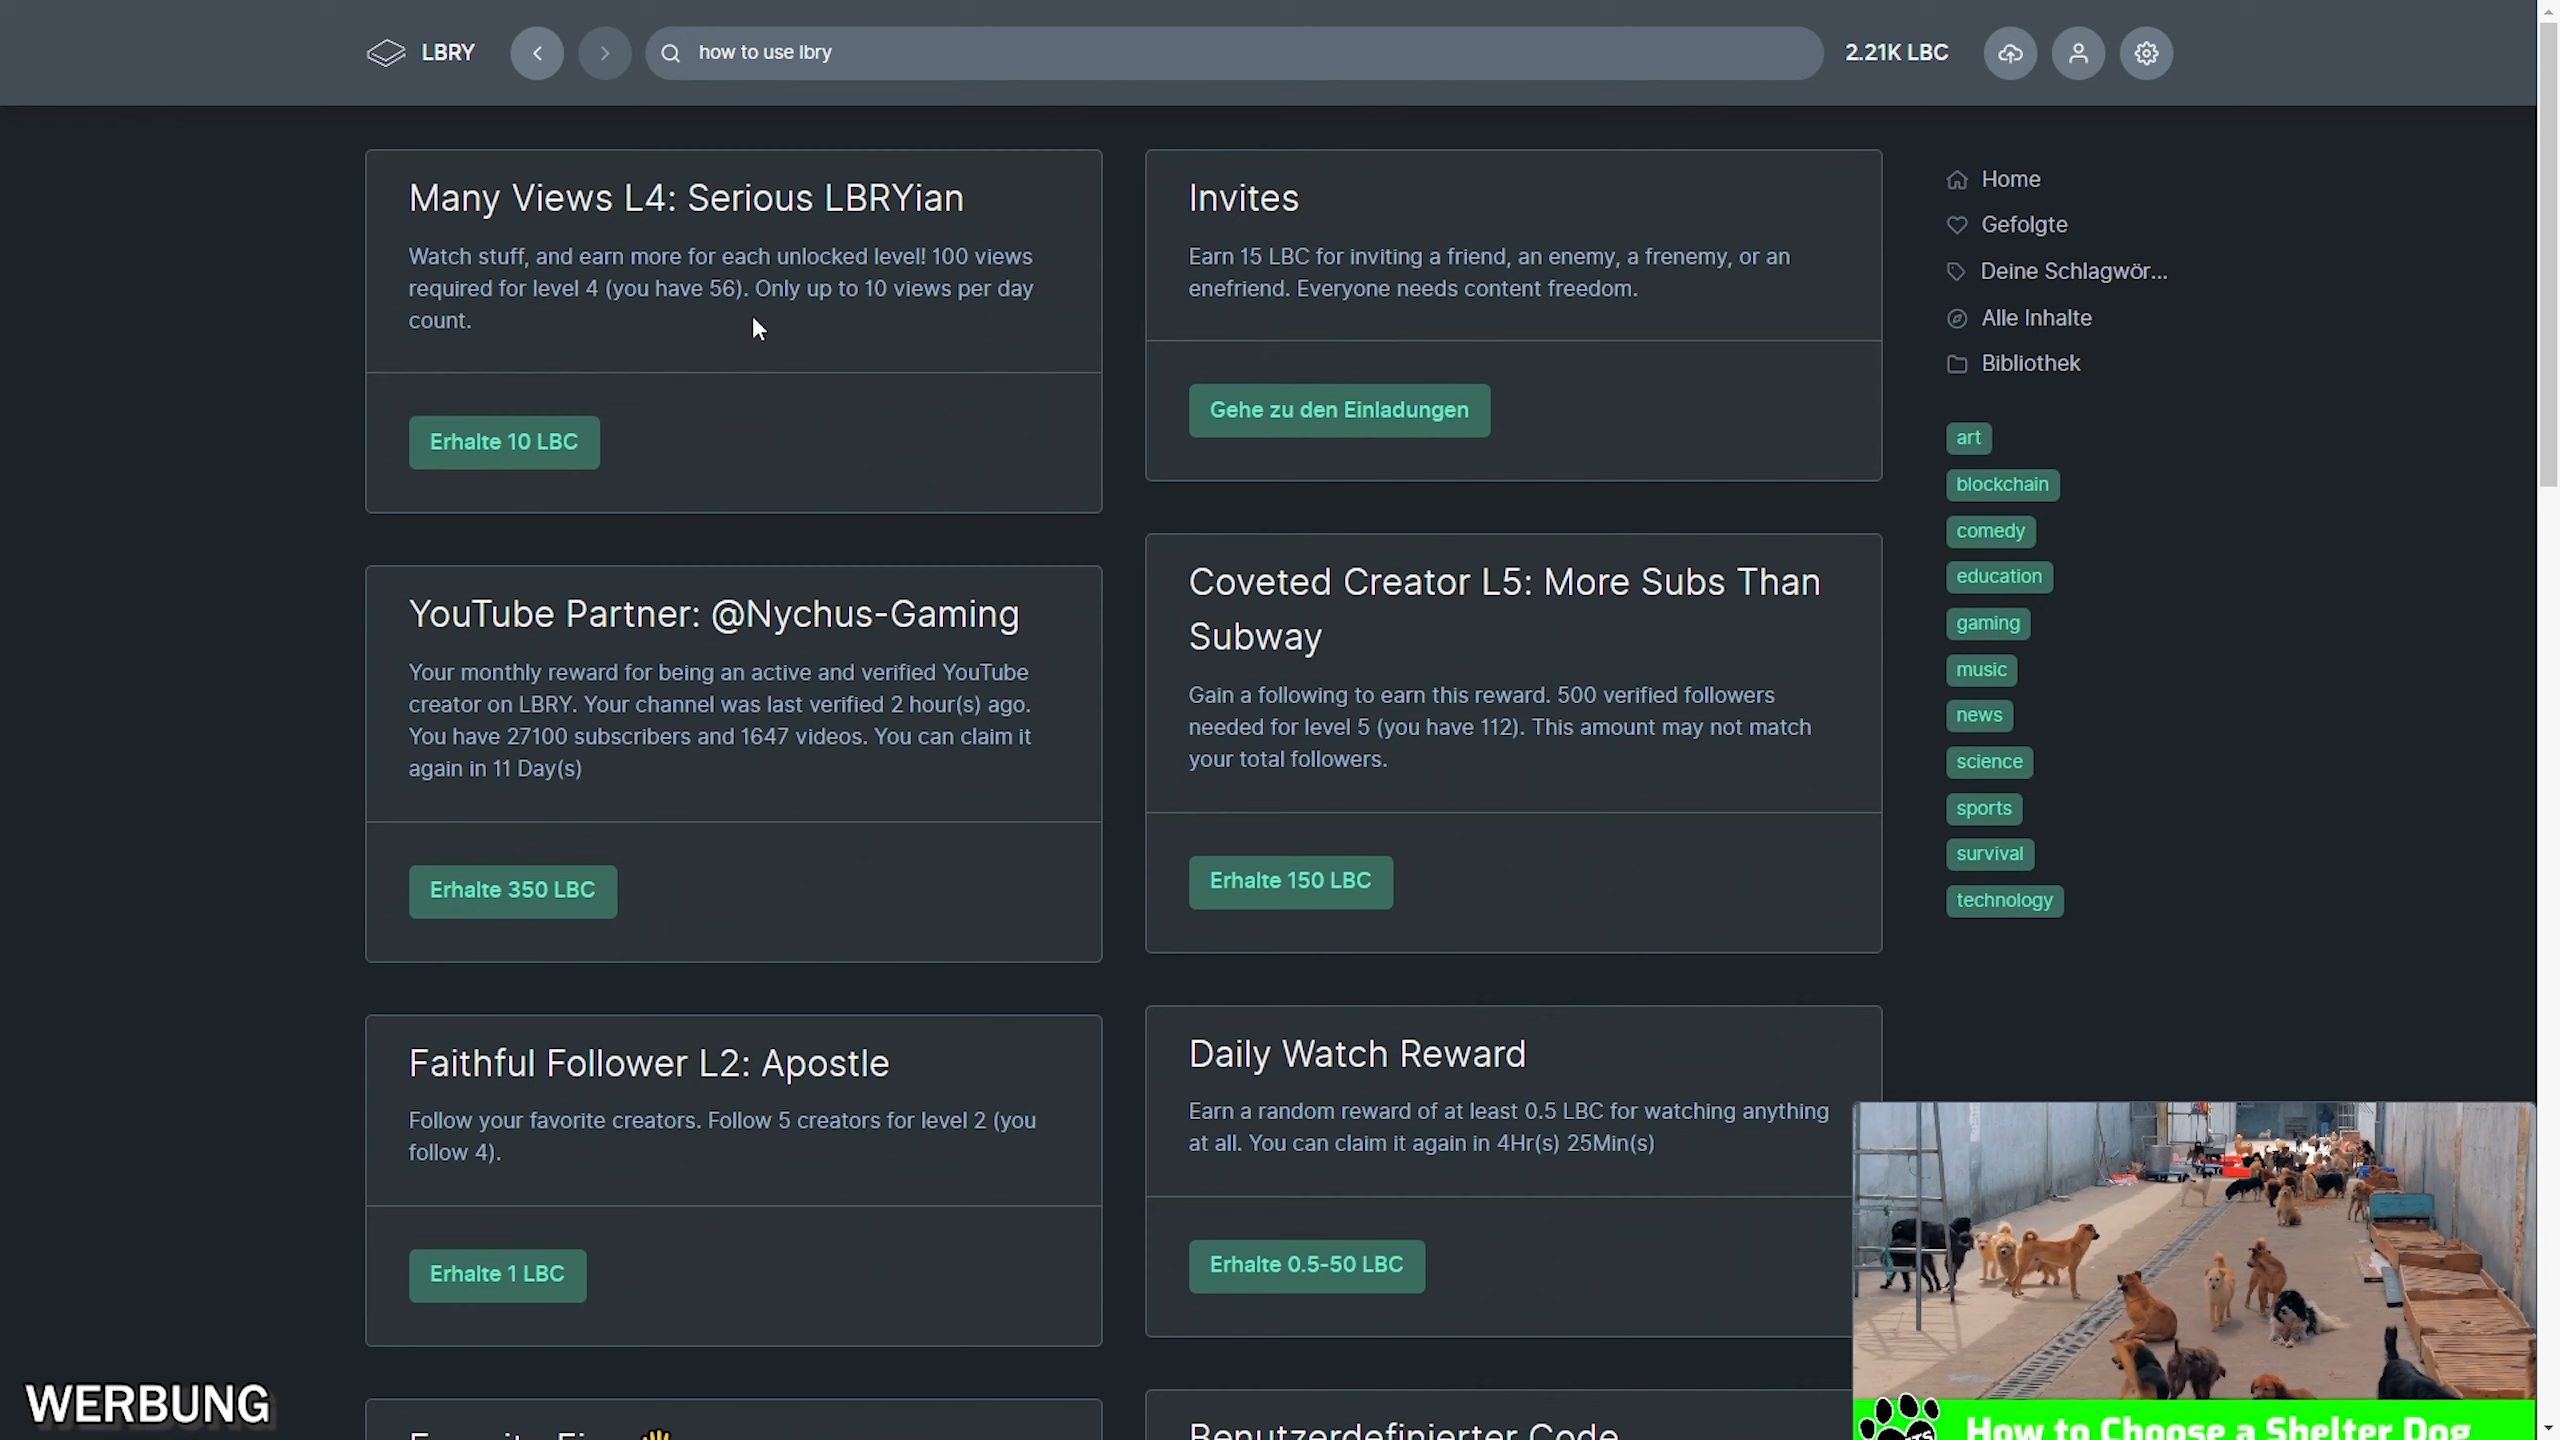 LBRY
how to use lbry
2.21K LBC
Many Views L4: Serious LBRYian
Watch stuff, and earn more for each unlocked level! 100 views
required for level 4 (you have 56). Only up to 10 views per day
count.
Erhalte 10 LBC
YouTube Partner: @Nychus-Gaming
Your monthly reward for being an active and verified YouTube
creator on LBRY. Your channel was last verified 2 hour(s) ago.
You have 27100 subscribers and 1647 videos. You can claim it
again in 11 Day(s)
Erhalte 350 LBC
Faithful Follower L2: Apostle
Follow your favorite creators. Follow 5 creators for level 2 (you
follow 4).
Erhalte 1 LBC
Invites
Earn 15 LBC for inviting a friend, an enemy, a frenemy, or an
enefriend. Everyone needs content freedom.
Gehe zu den Einladungen
Coveted Creator L5: More Subs Than
Subway
Gain a following to earn this reward. 500 verified followers
needed for level 5 (you have 112). This amount may not match
your total followers.
Erhalte 150 LBC
Daily Watch Reward
Earn a random reward of at least 0.5 LBC for watching anything
at all. You can claim it again in 4Hr(s) 25Min(s)
Erhalte 0.5-50 LBC
Benutzerdefinierter Code
Home
Gefolgte
Deine Schlagwör...
Alle Inhalte
Bibliothek
art
blockchain
comedy
education
gaming
music
news
science
sports
survival
technology
How to Choose a Shelter Dog
WERBUNG